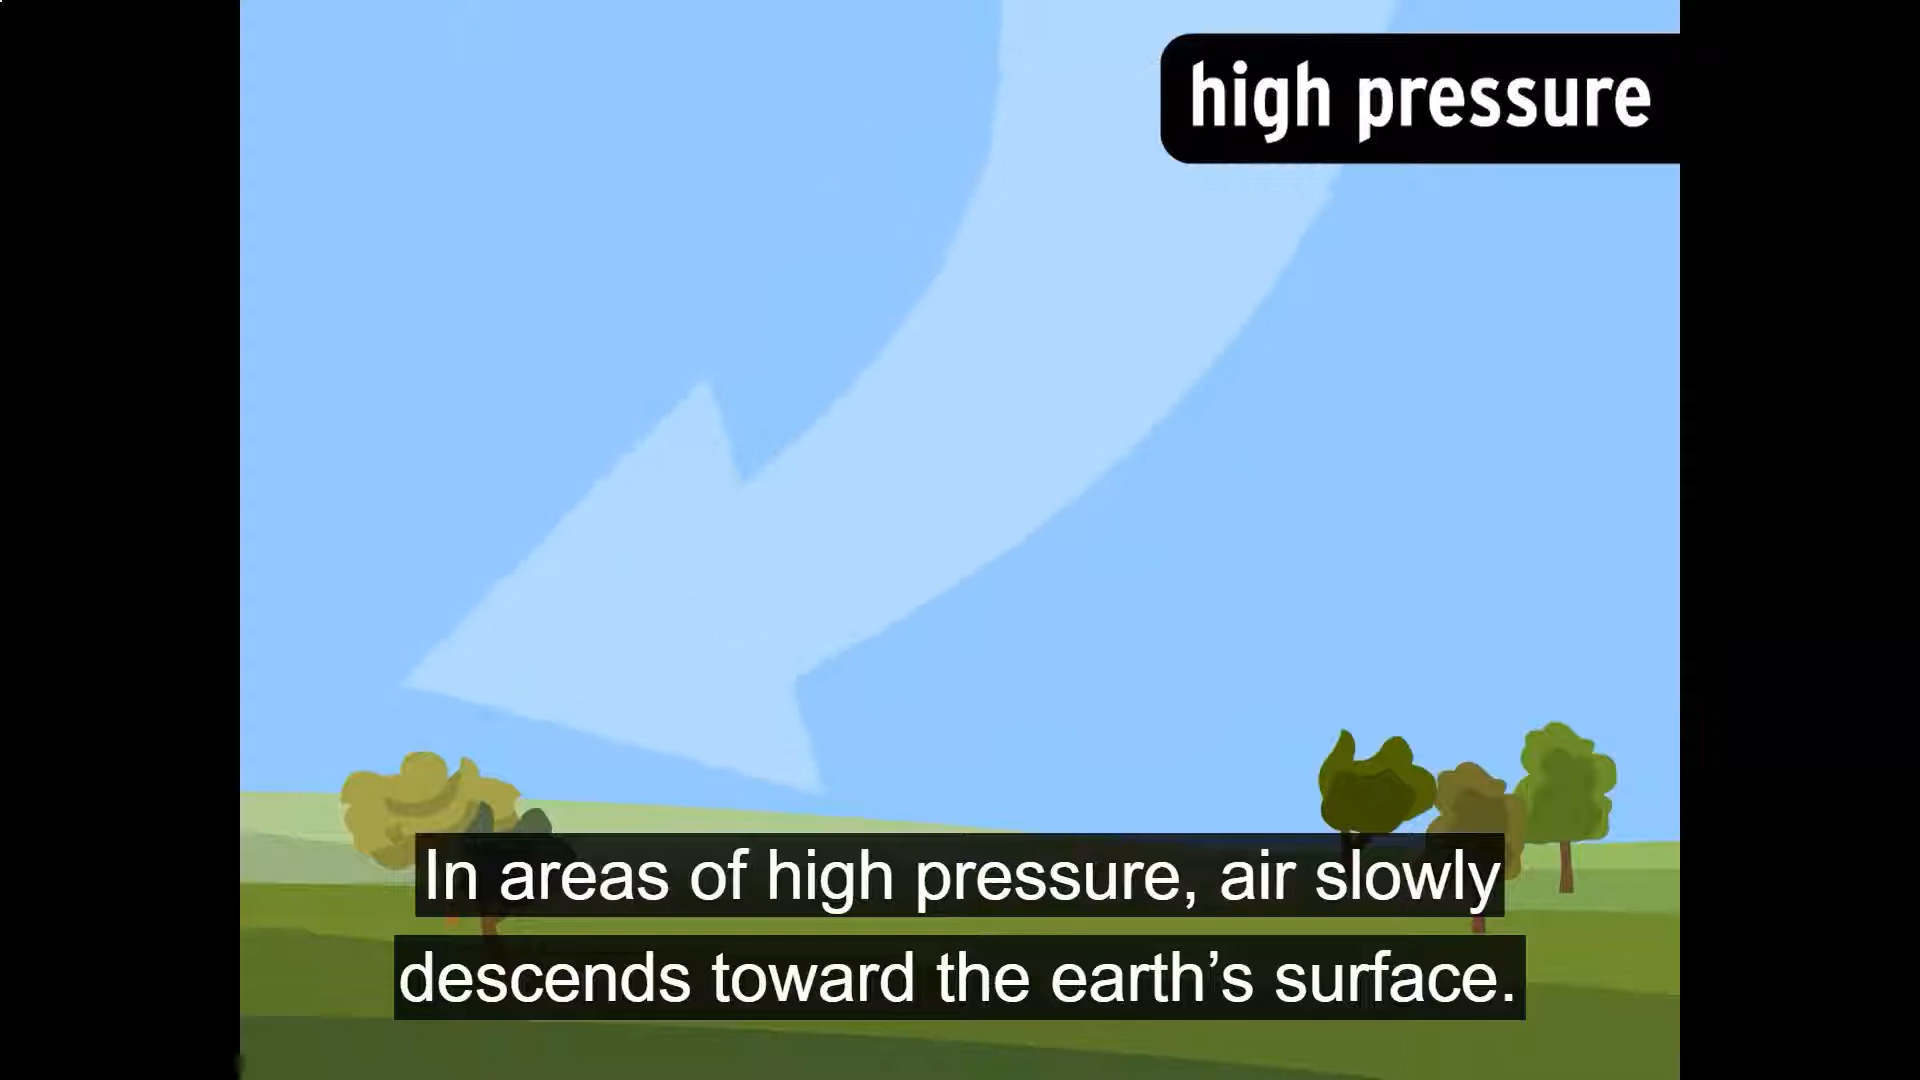 high pressure
In areas of high pressure, air slowly
descends toward the earth’s surface.